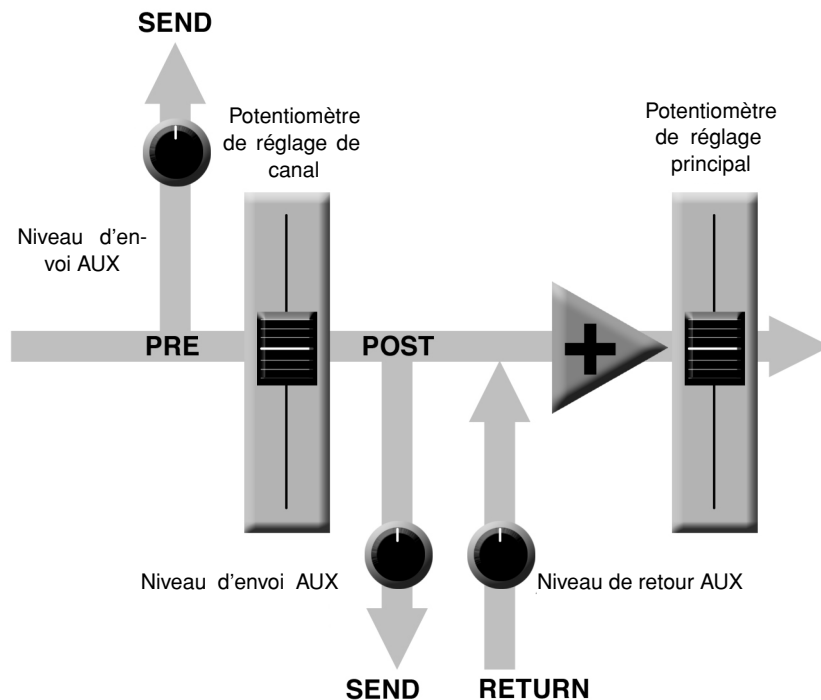 SEND
Potentiomètre
de réglage de
canal
Potentiomètre
de réglage
principal
Niveau d'en-
voi AUX
PRE
POST
Niveau d'envoi AUX
Niveau de retour AUX
SEND
RETURN